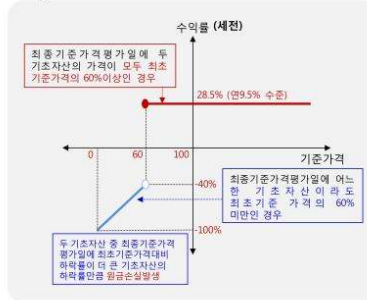 수익률 (세전)
최종기준가격평가일에 두
기초자산의 가격이 모두 최초
기준가격의 60%이상인 경우
28.5% (연9.5% 수준)
0
60
100
기준가격
-40%
최종기준가격평가일에 어느
한 기초자산이라도
최초기준 가격의 60%
미만인 경우
-100%
두 기초자산 중 최종기준가격
평가일에 최초기준가격대비
하락률이 더 큰 기초자산의
하락률만큼 원금손실발생